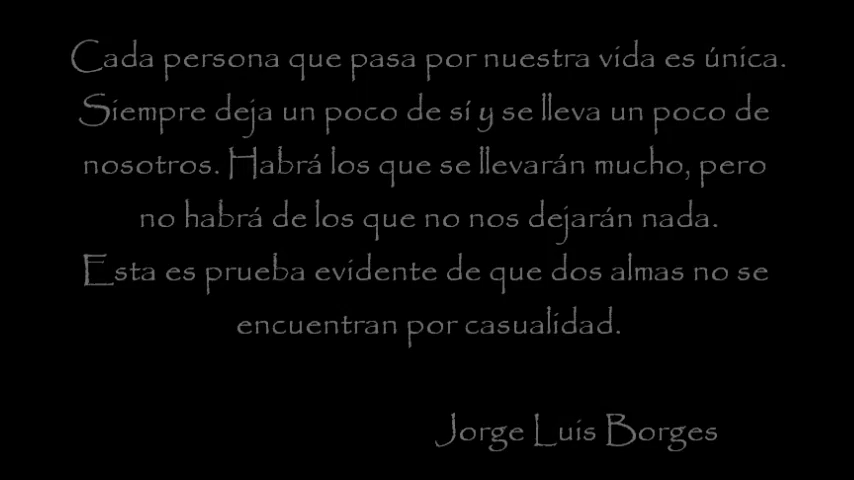 Cada persona que pasa por nuestra vida es única.
Siempre deja un poco de sí y se lleva un poco de
nosotros. Habrá los que se llevarán mucho, pero
no habrá de los que no nos dejarán nada.
Esta es prueba evidente de que dos almas no se
encuentran por casualidad.
Jorge Luis Borges